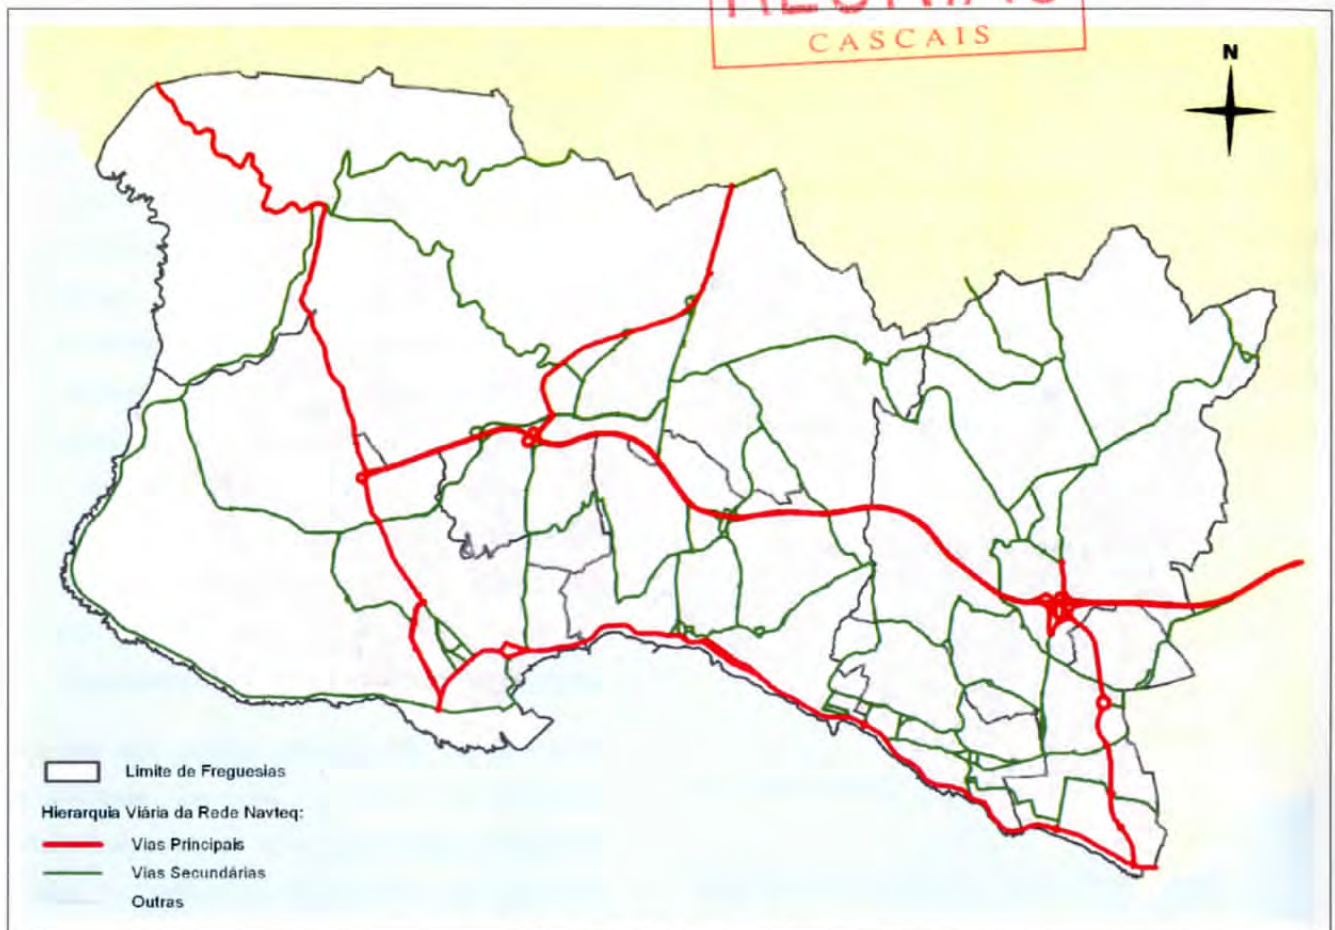 CASCAIS
N
Limite de Freguesias
Hierarquia Viária da Rede Navteq:
Vias Principais
Vias Secundárias
Outras